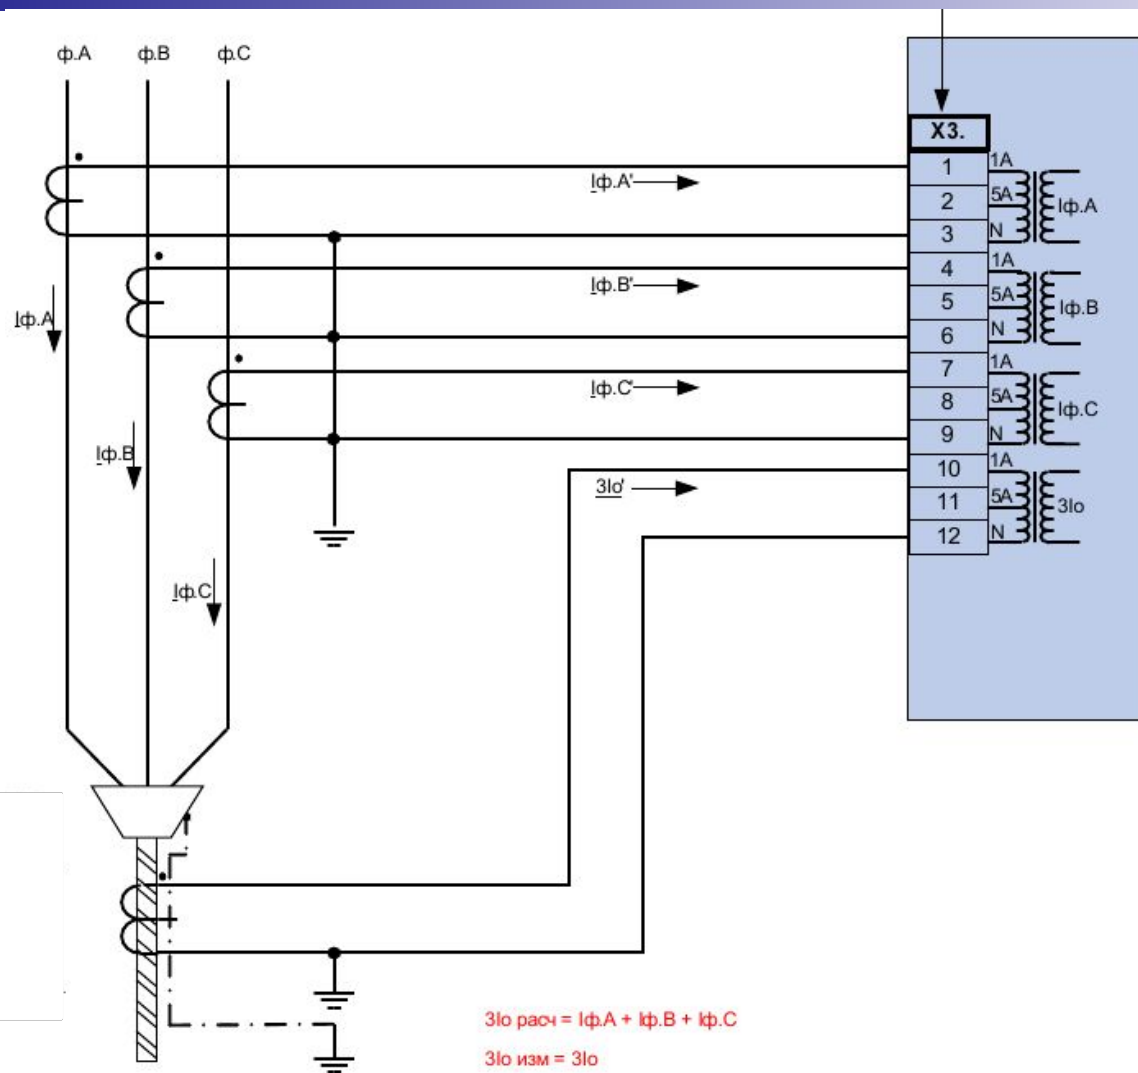 ф.А ф.В ф.С
Х3.
1 1А
Iф.А'
2 5А Iф.А
3 N
4 1А
Iф.В'
5 5А Iф.В
Iф.А
6 N
7 1А
Iф.С'
8 5А Iф.С
9 N
Iф.В
10 1А
3Io'
11 5А 3Io
12 N
Iф.С
3Io расч = Iф.А + Iф.В + Iф.С
3Io изм = 3Io